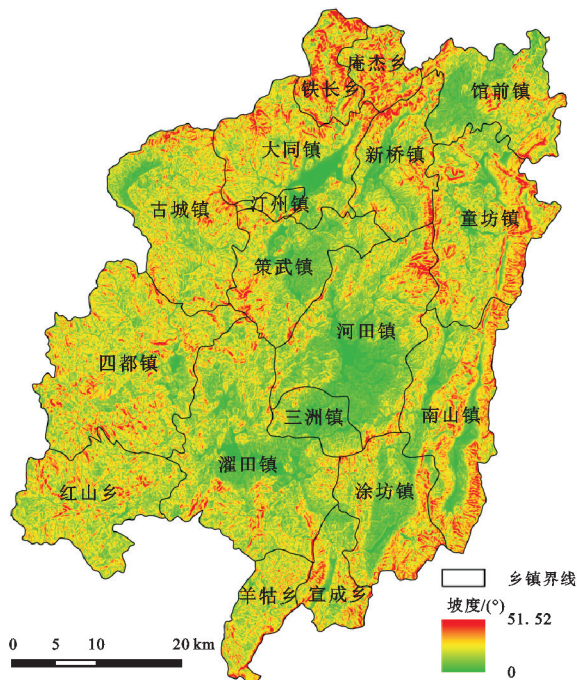 庵杰乡
铁长乡
馆前镇
大同镇
新桥镇
汀州镇
古城镇
童坊镇
策武镇
河田镇
四都镇
三洲镇
南山镇
濯田镇
红山乡
涂坊镇
羊牯乡
宣成乡
乡镇界线
坡度/(°)
51.52
0
0 5 10 20 km